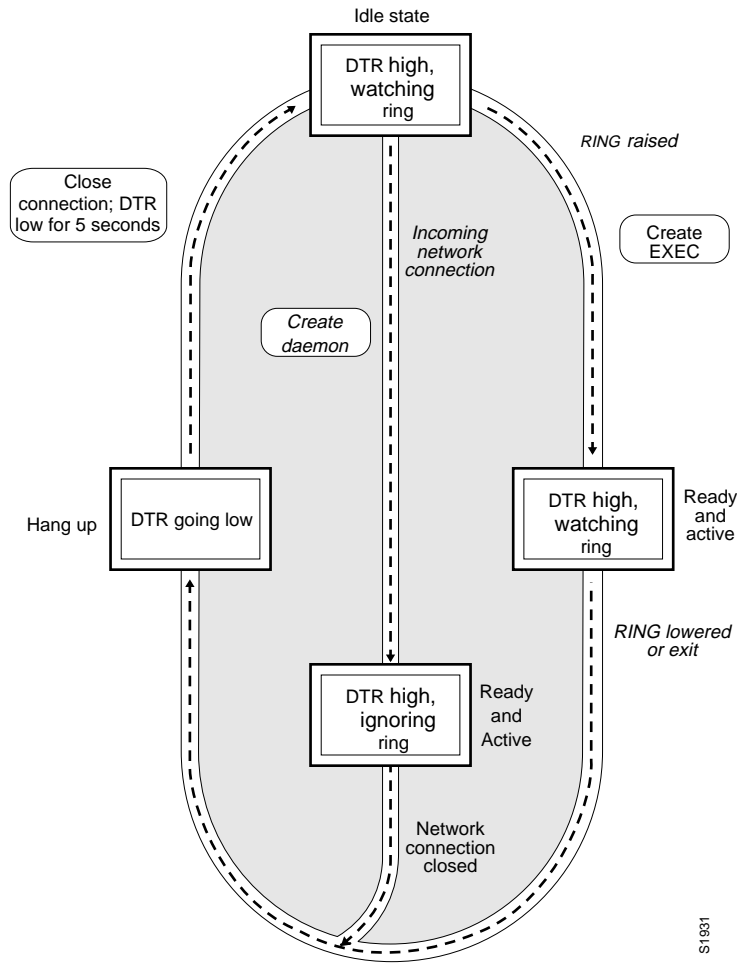 Idle state
DTR high,
watching
ring
RING raised
Close
connection; DTR
low for 5 seconds
Incoming
network
connection
Create
EXEC
Create
daemon
Hang up
DTR going low
DTR high,
watching
ring
Ready
and
active
RING lowered
or exit
DTR high,
ignoring
ring
Ready
and
Active
Network
connection
closed
S1931